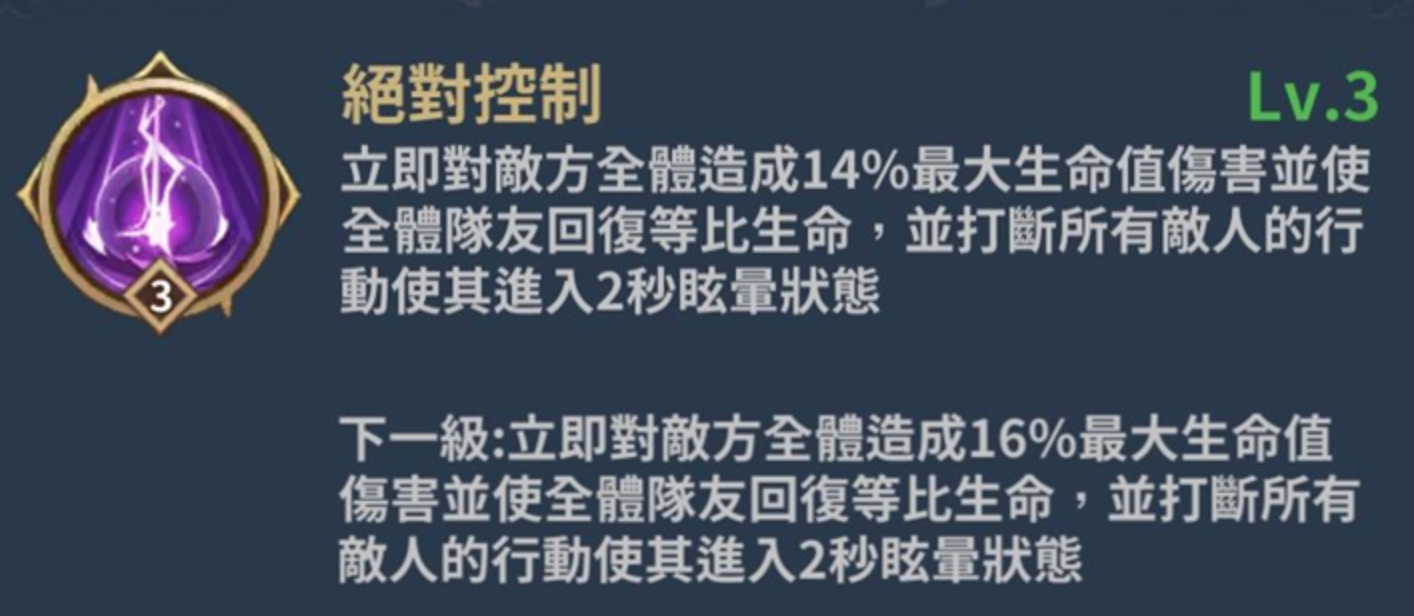 絕對控制
Lv.3
立即對敵方全體造成14%最大生命值傷害並使
全體隊友回復等比生命，並打斷所有敵人的行
動使其進入2秒眩暈狀態
3
下一級:立即對敵方全體造成16%最大生命值
傷害並使全體隊友回復等比生命，並打斷所有
敵人的行動使其進入2秒眩暈狀態